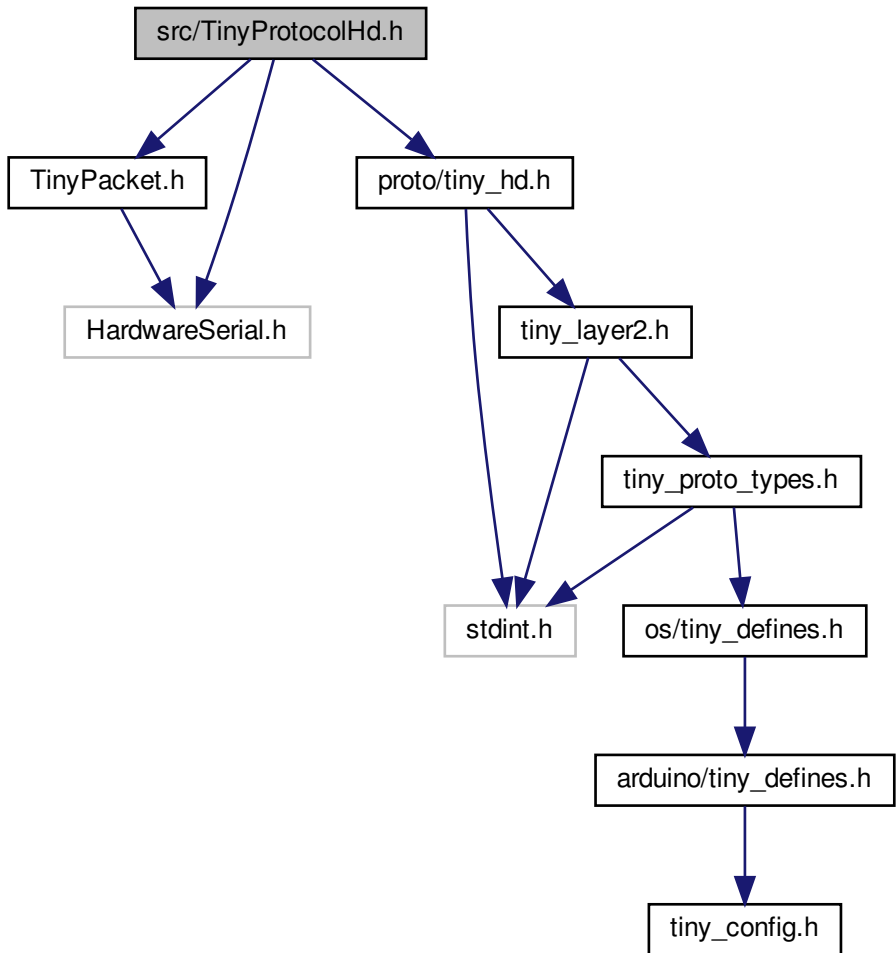 src/TinyProtocolHd.h
TinyPacket.h
proto/tiny_hd.h
HardwareSerial.h
tiny_layer2.h
tiny_proto_types.h
stdint.h
os/tiny_defines.h
arduino/tiny_defines.h
tiny_config.h